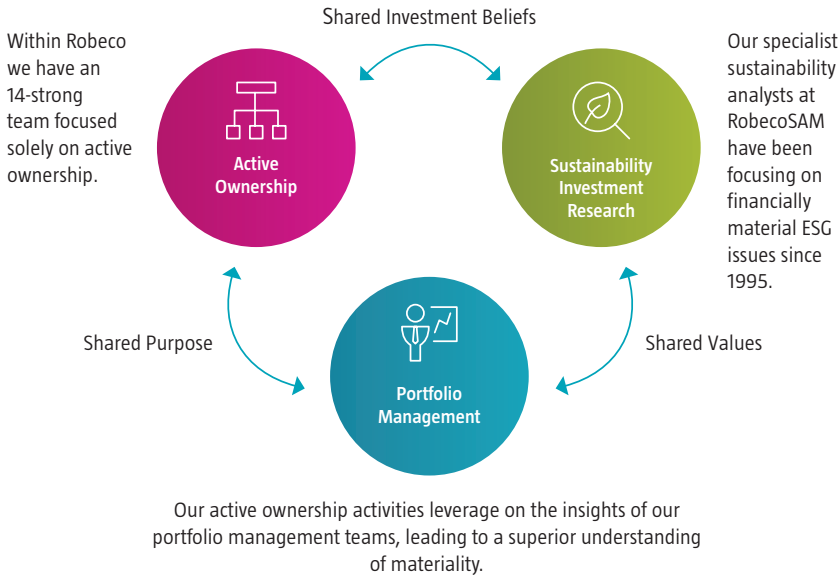 Shared Investment Beliefs
Within Robeco
we have an
14-strong
team focused
solely on active
ownership.
Active
Ownership
Sustainability
Investment
Research
Our specialist
sustainability
analysts at
RobecoSAM
have been
focusing on
financially
material ESG
issues since
1995.
Shared Purpose
Shared Values
Portfolio
Management
Our active ownership activities leverage on the insights of our
portfolio management teams, leading to a superior understanding
of materiality.